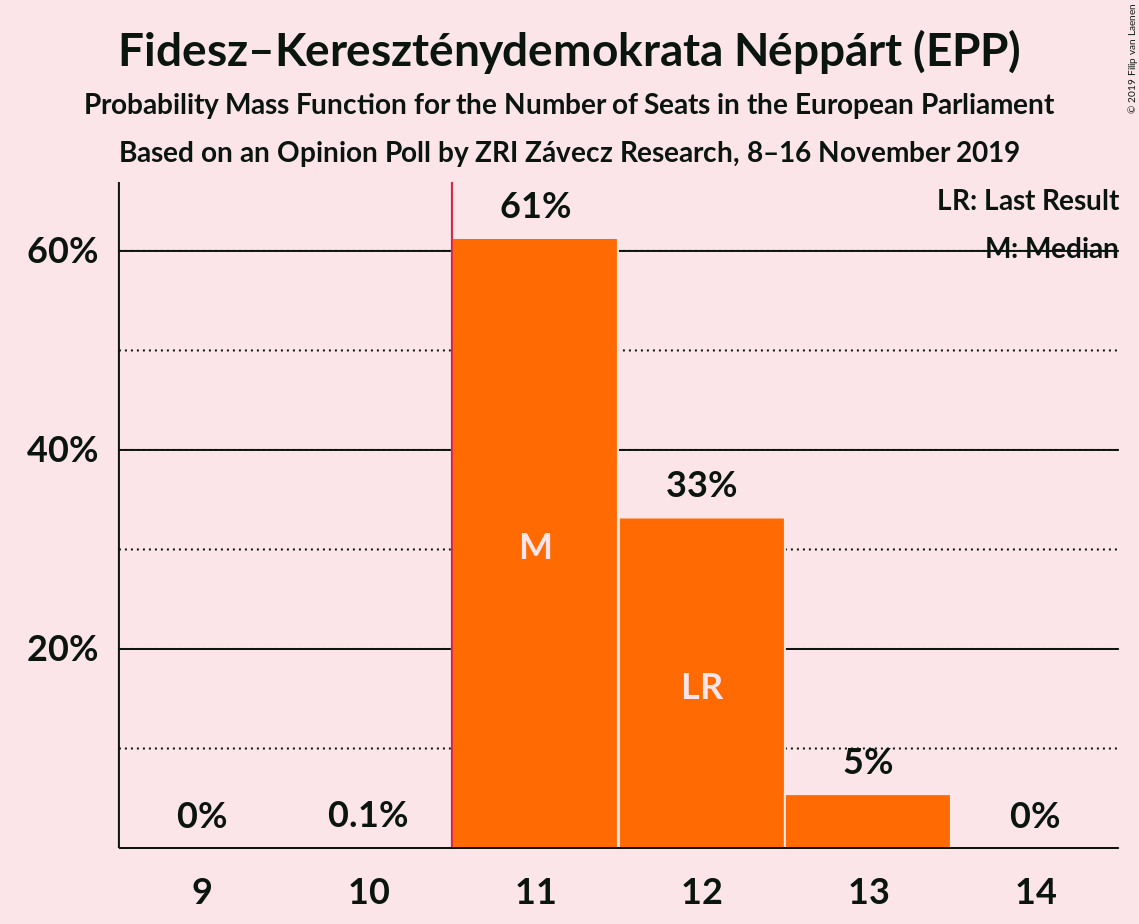 Fidesz–Kereszténydemokrata Néppárt (EPP)
Probability Mass Function for the Number of Seats in the European Parliament
Based on an Opinion Poll by ZRI Závecz Research, 8–16 November 2019
© 2019 Filip van Laenen
LR: Last Result
M: Median
60%
40%
20%
61%
33%
5%
0%
0.1%
0%
M
LR
9
10
11
12
13
14